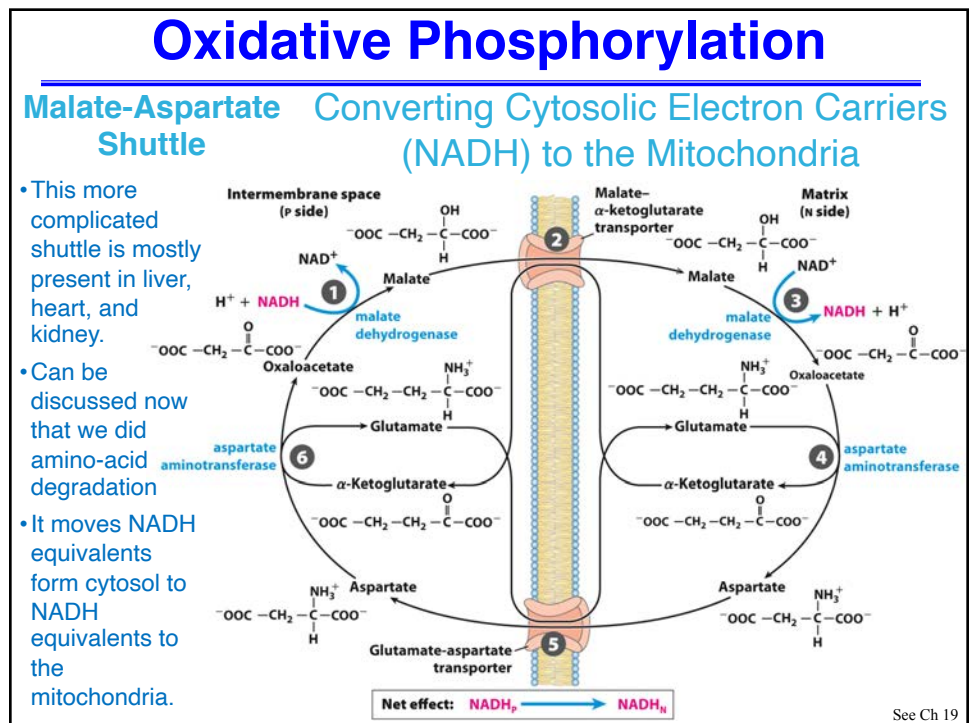 Oxidative Phosphorylation
Malate-Aspartate
Shuttle
Converting Cytosolic Electron Carriers
(NADH) to the Mitochondria
•This more
complicated
shuttle is mostly
present in liver,
heart, and
kidney.
•Can be
discussed now
that we did
amino-acid
degradation
•It moves NADH
equivalents
form cytosol to
NADH
equivalents to
the
mitochondria.
Intermembrane space
(P side)
OH
⁻OOC —CH₂ —C—COO⁻
H
Malate
NAD⁺
1
H⁺ + NADH
malate
dehydrogenase
O
⁻OOC —CH₂ —C—COO⁻
Oxaloacetate
NH₃⁺
⁻OOC —CH₂—CH₂—C—COO⁻
H
Glutamate
aspartate
aminotransferase
6
α-Ketoglutarate
O
⁻OOC —CH₂—CH₂—C—COO⁻
Aspartate
NH₃⁺
⁻OOC —CH₂—C—COO⁻
H
Malate–
α-ketoglutarate
transporter
2
Glutamate-aspartate
transporter
5
Matrix
(N side)
OH
⁻OOC —CH₂ —C—COO⁻
H
Malate
NAD⁺
3
NADH + H⁺
malate
dehydrogenase
O
⁻OOC —CH₂ —C—COO⁻
Oxaloacetate
NH₃⁺
⁻OOC —CH₂—CH₂—C—COO⁻
H
Glutamate
4
aspartate
aminotransferase
α-Ketoglutarate
O
⁻OOC —CH₂—CH₂—C—COO⁻
Aspartate
NH₃⁺
⁻OOC —CH₂—C—COO⁻
H
Net effect: NADH_P → NADH_N
See Ch 19